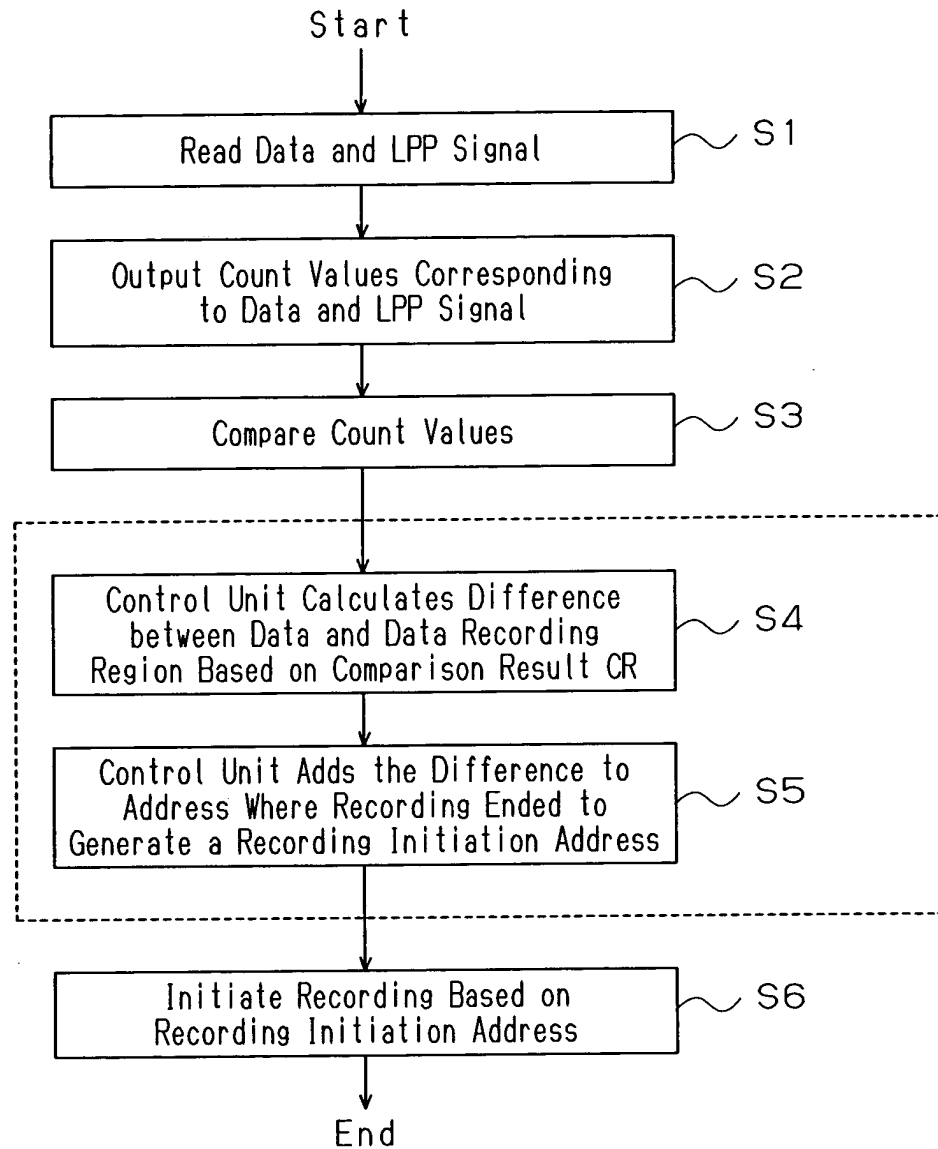 Start
Read Data and LPP Signal
S1
Output Count Values Corresponding
to Data and LPP Signal
S2
Compare Count Values
S3
Control Unit Calculates Difference
between Data and Data Recording
Region Based on Comparison Result CR
S4
Control Unit Adds the Difference to
Address Where Recording Ended to
Generate a Recording Initiation Address
S5
Initiate Recording Based on
Recording Initiation Address
S6
End